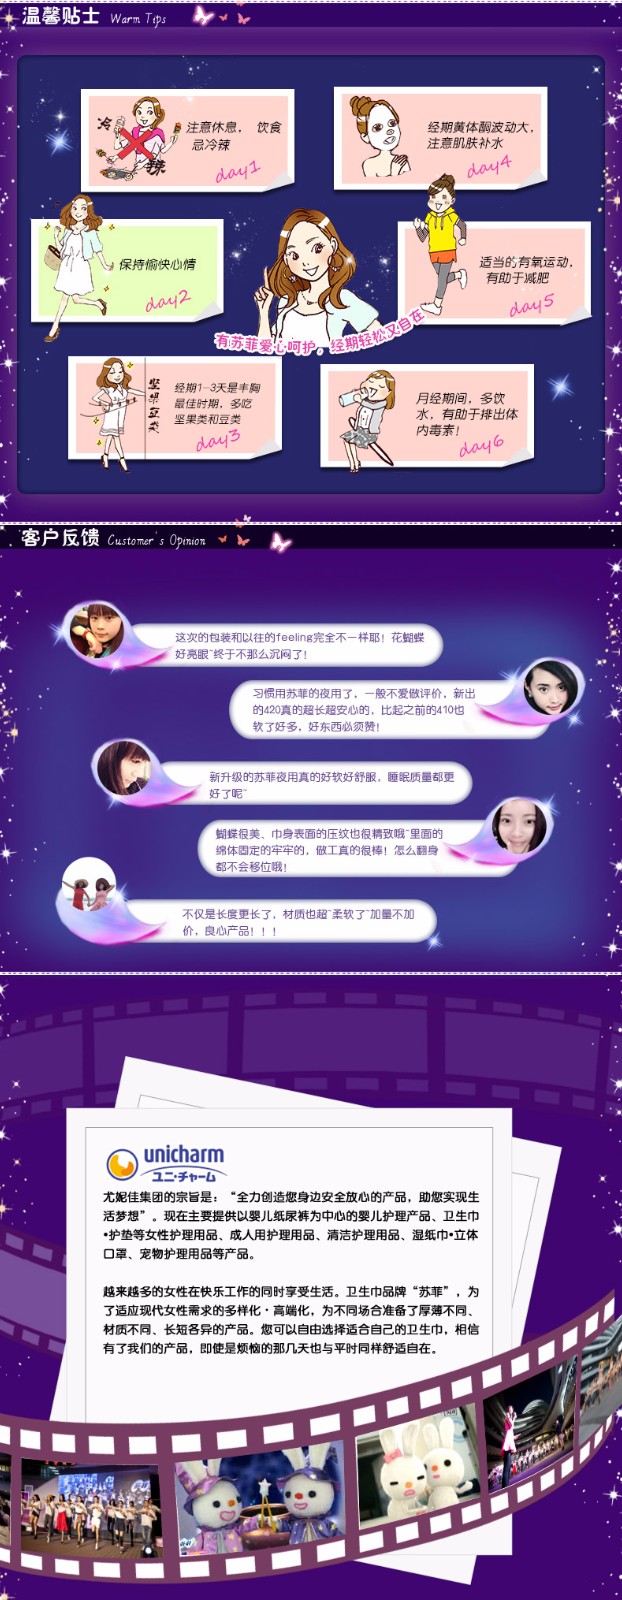 温馨贴士 Warm Tips
冷
辣
注意休息， 饮食
忌冷辣
day1
经期黄体酮波动大，
注意肌肤补水
day4
保持愉快心情
day2
适当的有氧运动，
有助于减肥
day5
有苏菲爱心呵护，经期轻松又自在
坚果豆类
经期1-3天是丰胸
最佳时期，多吃
坚果类和豆类
day3
月经期间，多饮
水，有助于排出体
内毒素！
day6
客户反馈 Customer's Opinion
这次的包装和以往的feeling完全不一样耶！花蝴蝶
好亮眼~终于不那么沉闷了！
习惯用苏菲的夜用了，一般不爱做评价，新出
的420真的超长超安心的，比起之前的410也
软了好多，好东西必须赞！
新升级的苏菲夜用真的好软好舒服，睡眠质量都更
好了呢~
蝴蝶很美、巾身表面的压纹也很精致哦~里面的
绵体固定的牢牢的，做工真的很棒！怎么翻身
都不会移位哦！
不仅是长度更长了，材质也超~柔软了~加量不加
价，良心产品！！！
unicharm
ユニ・チャーム
尤妮佳集团的宗旨是：“全力创造您身边安全放心的产品，助您实现生
活梦想”。现在主要提供以婴儿纸尿裤为中心的婴儿护理产品、卫生巾
•护垫等女性护理用品、成人用护理用品、清洁护理用品、湿纸巾•立体
口罩、宠物护理用品等产品。
越来越多的女性在快乐工作的同时享受生活。卫生巾品牌“苏菲”，为
了适应现代女性需求的多样化・高端化，为不同场合准备了厚薄不同、
材质不同、长短各异的产品。您可以自由选择适合自己的卫生巾，相信
有了我们的产品，即使是烦恼的那几天也与平时同样舒适自在。